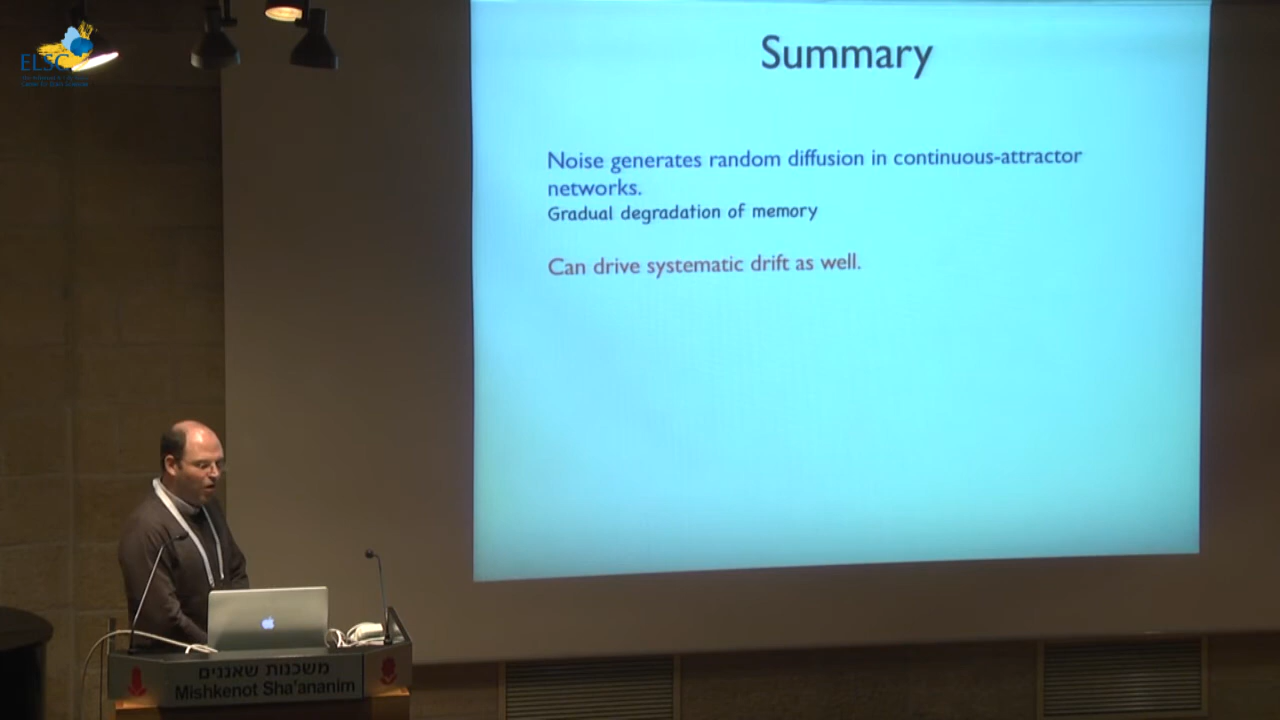 ELSC
Summary
Noise generates random diffusion in continuous-attractor
networks.
Gradual degradation of memory
Can drive systematic drift as well.
משכנות שאננים
Mishkenot Sha'ananim